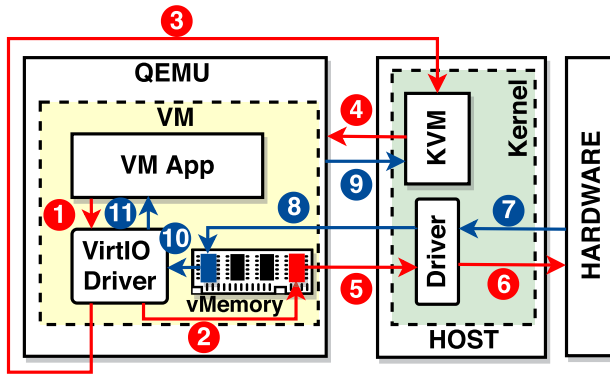 3
QEMU
VM
VM App
1
11
VirtIO
Driver
10
vMemory
2
4
9
8
5
KVM
Kernel
Driver
7
6
HOST
HARDWARE